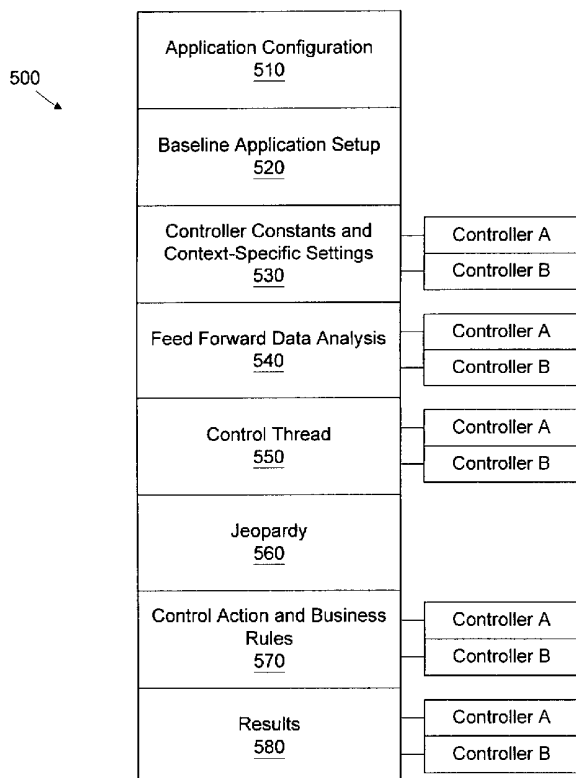 500
Application Configuration
510
Baseline Application Setup
520
Controller Constants and
Context-Specific Settings
530
Controller A
Controller B
Feed Forward Data Analysis
540
Controller A
Controller B
Control Thread
550
Controller A
Controller B
Jeopardy
560
Control Action and Business
Rules
570
Controller A
Controller B
Results
580
Controller A
Controller B